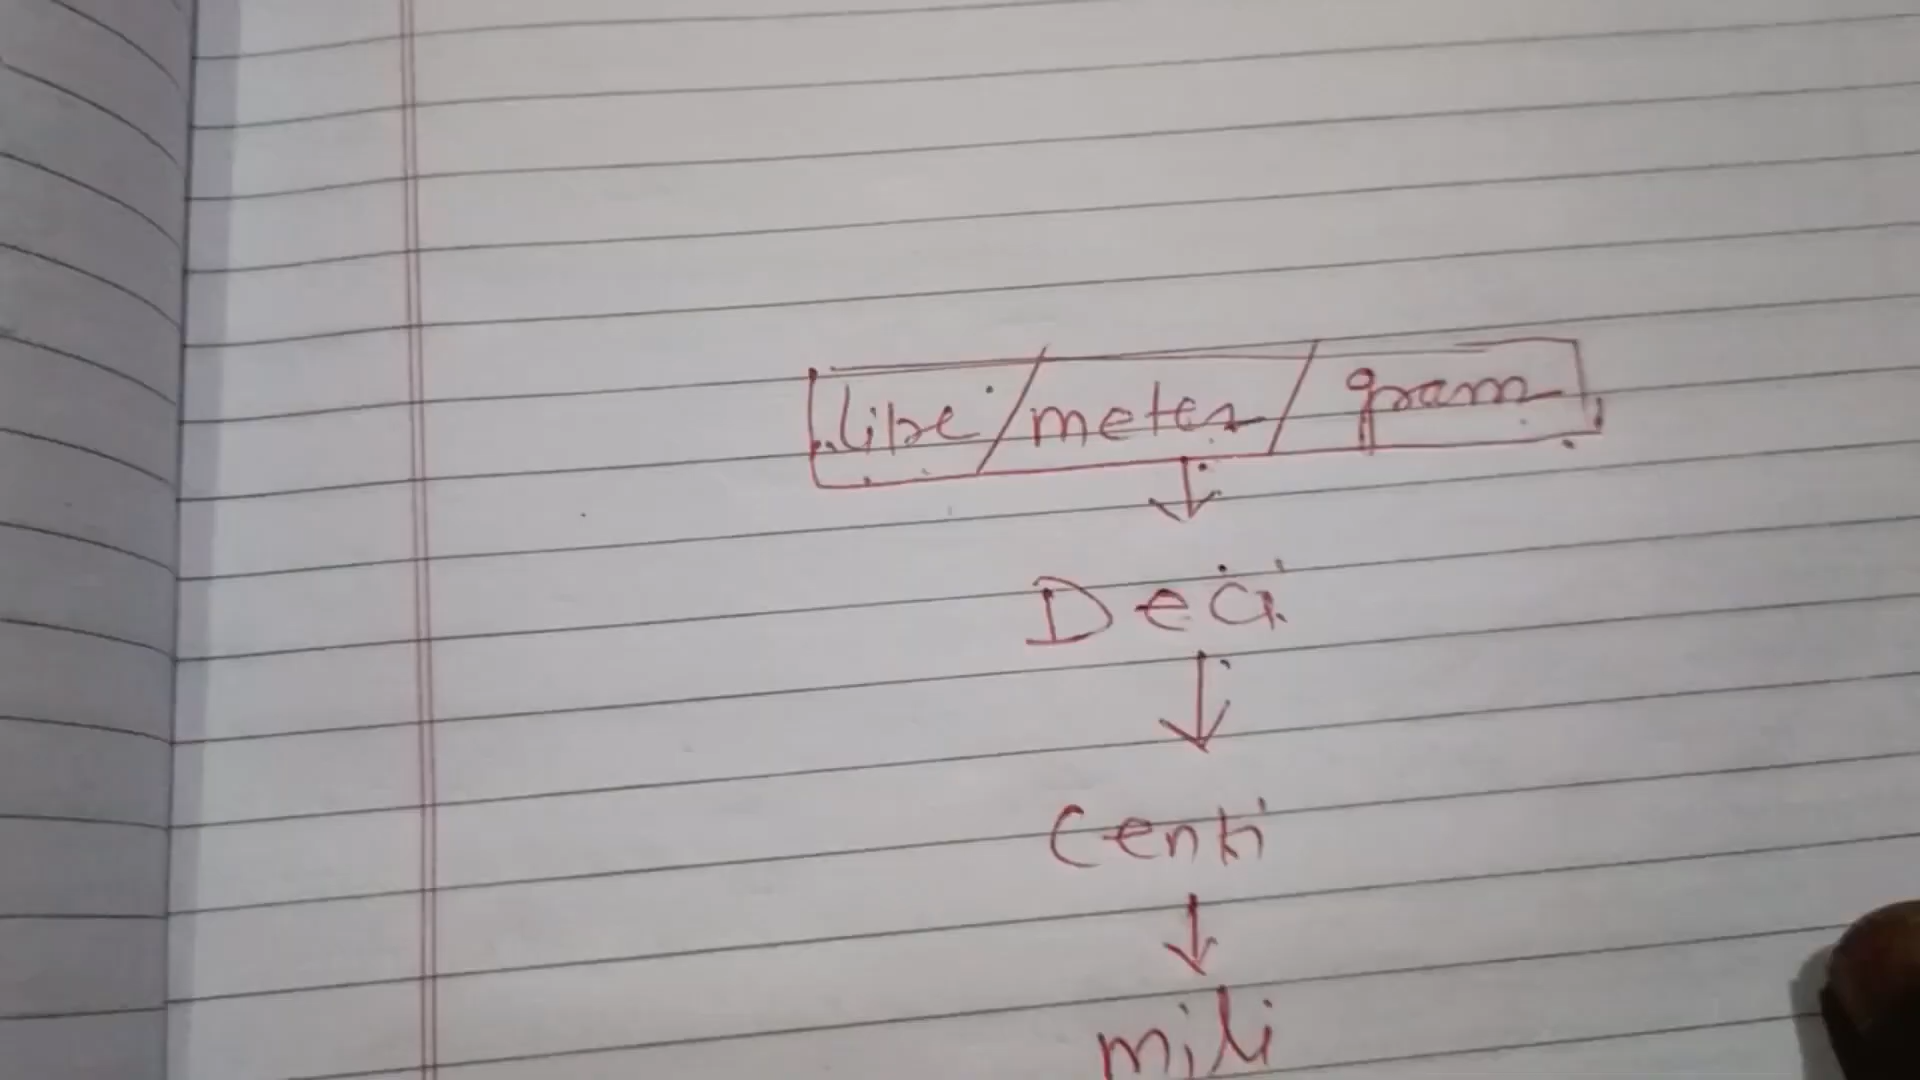 litre/meter/gram
↓
Deci
↓
Centi
↓
mili